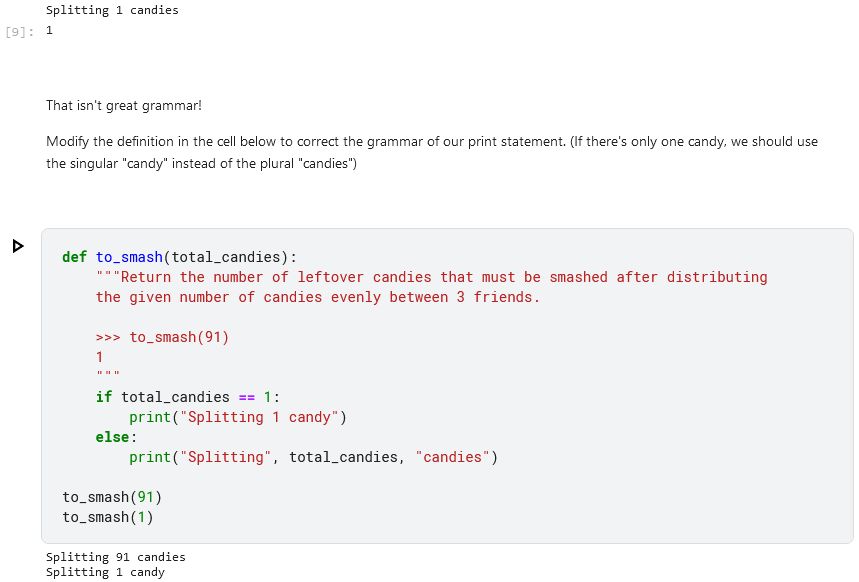 Splitting 1 candies
[9]: 1
That isn't great grammar!
Modify the definition in the cell below to correct the grammar of our print statement. (If there's only one candy, we should use
the singular "candy" instead of the plural "candies")
def to_smash(total_candies):
    """Return the number of leftover candies that must be smashed after distributing
    the given number of candies evenly between 3 friends.
    >>> to_smash(91)
    1
    """
    if total_candies == 1:
        print("Splitting 1 candy")
    else:
        print("Splitting", total_candies, "candies")
to_smash(91)
to_smash(1)
Splitting 91 candies
Splitting 1 candy